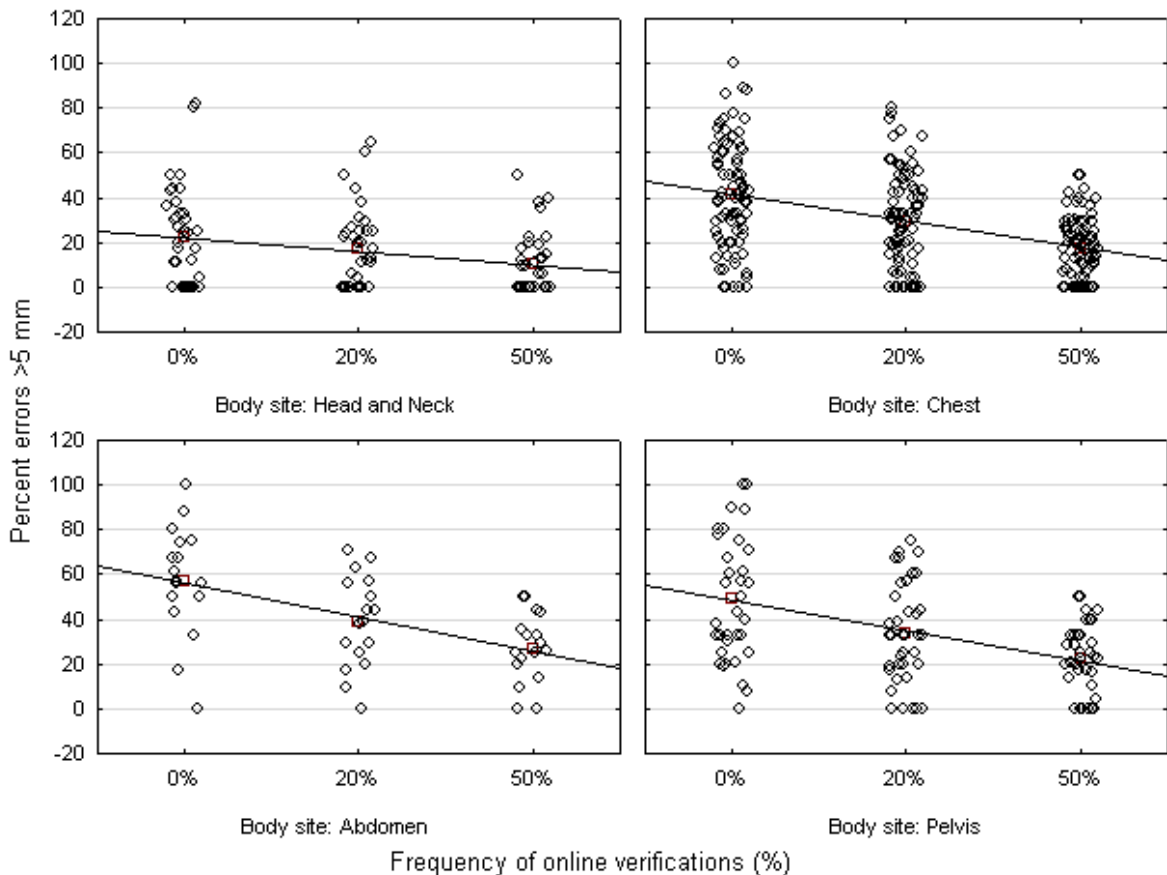 120
100
80
60
40
20
0
-20
0% 20% 50%
0% 20% 50%
Body site: Head and Neck
Body site: Chest
Percent errors >5 mm
120
100
80
60
40
20
0
-20
0% 20% 50%
0% 20% 50%
Body site: Abdomen
Body site: Pelvis
Frequency of online verifications (%)